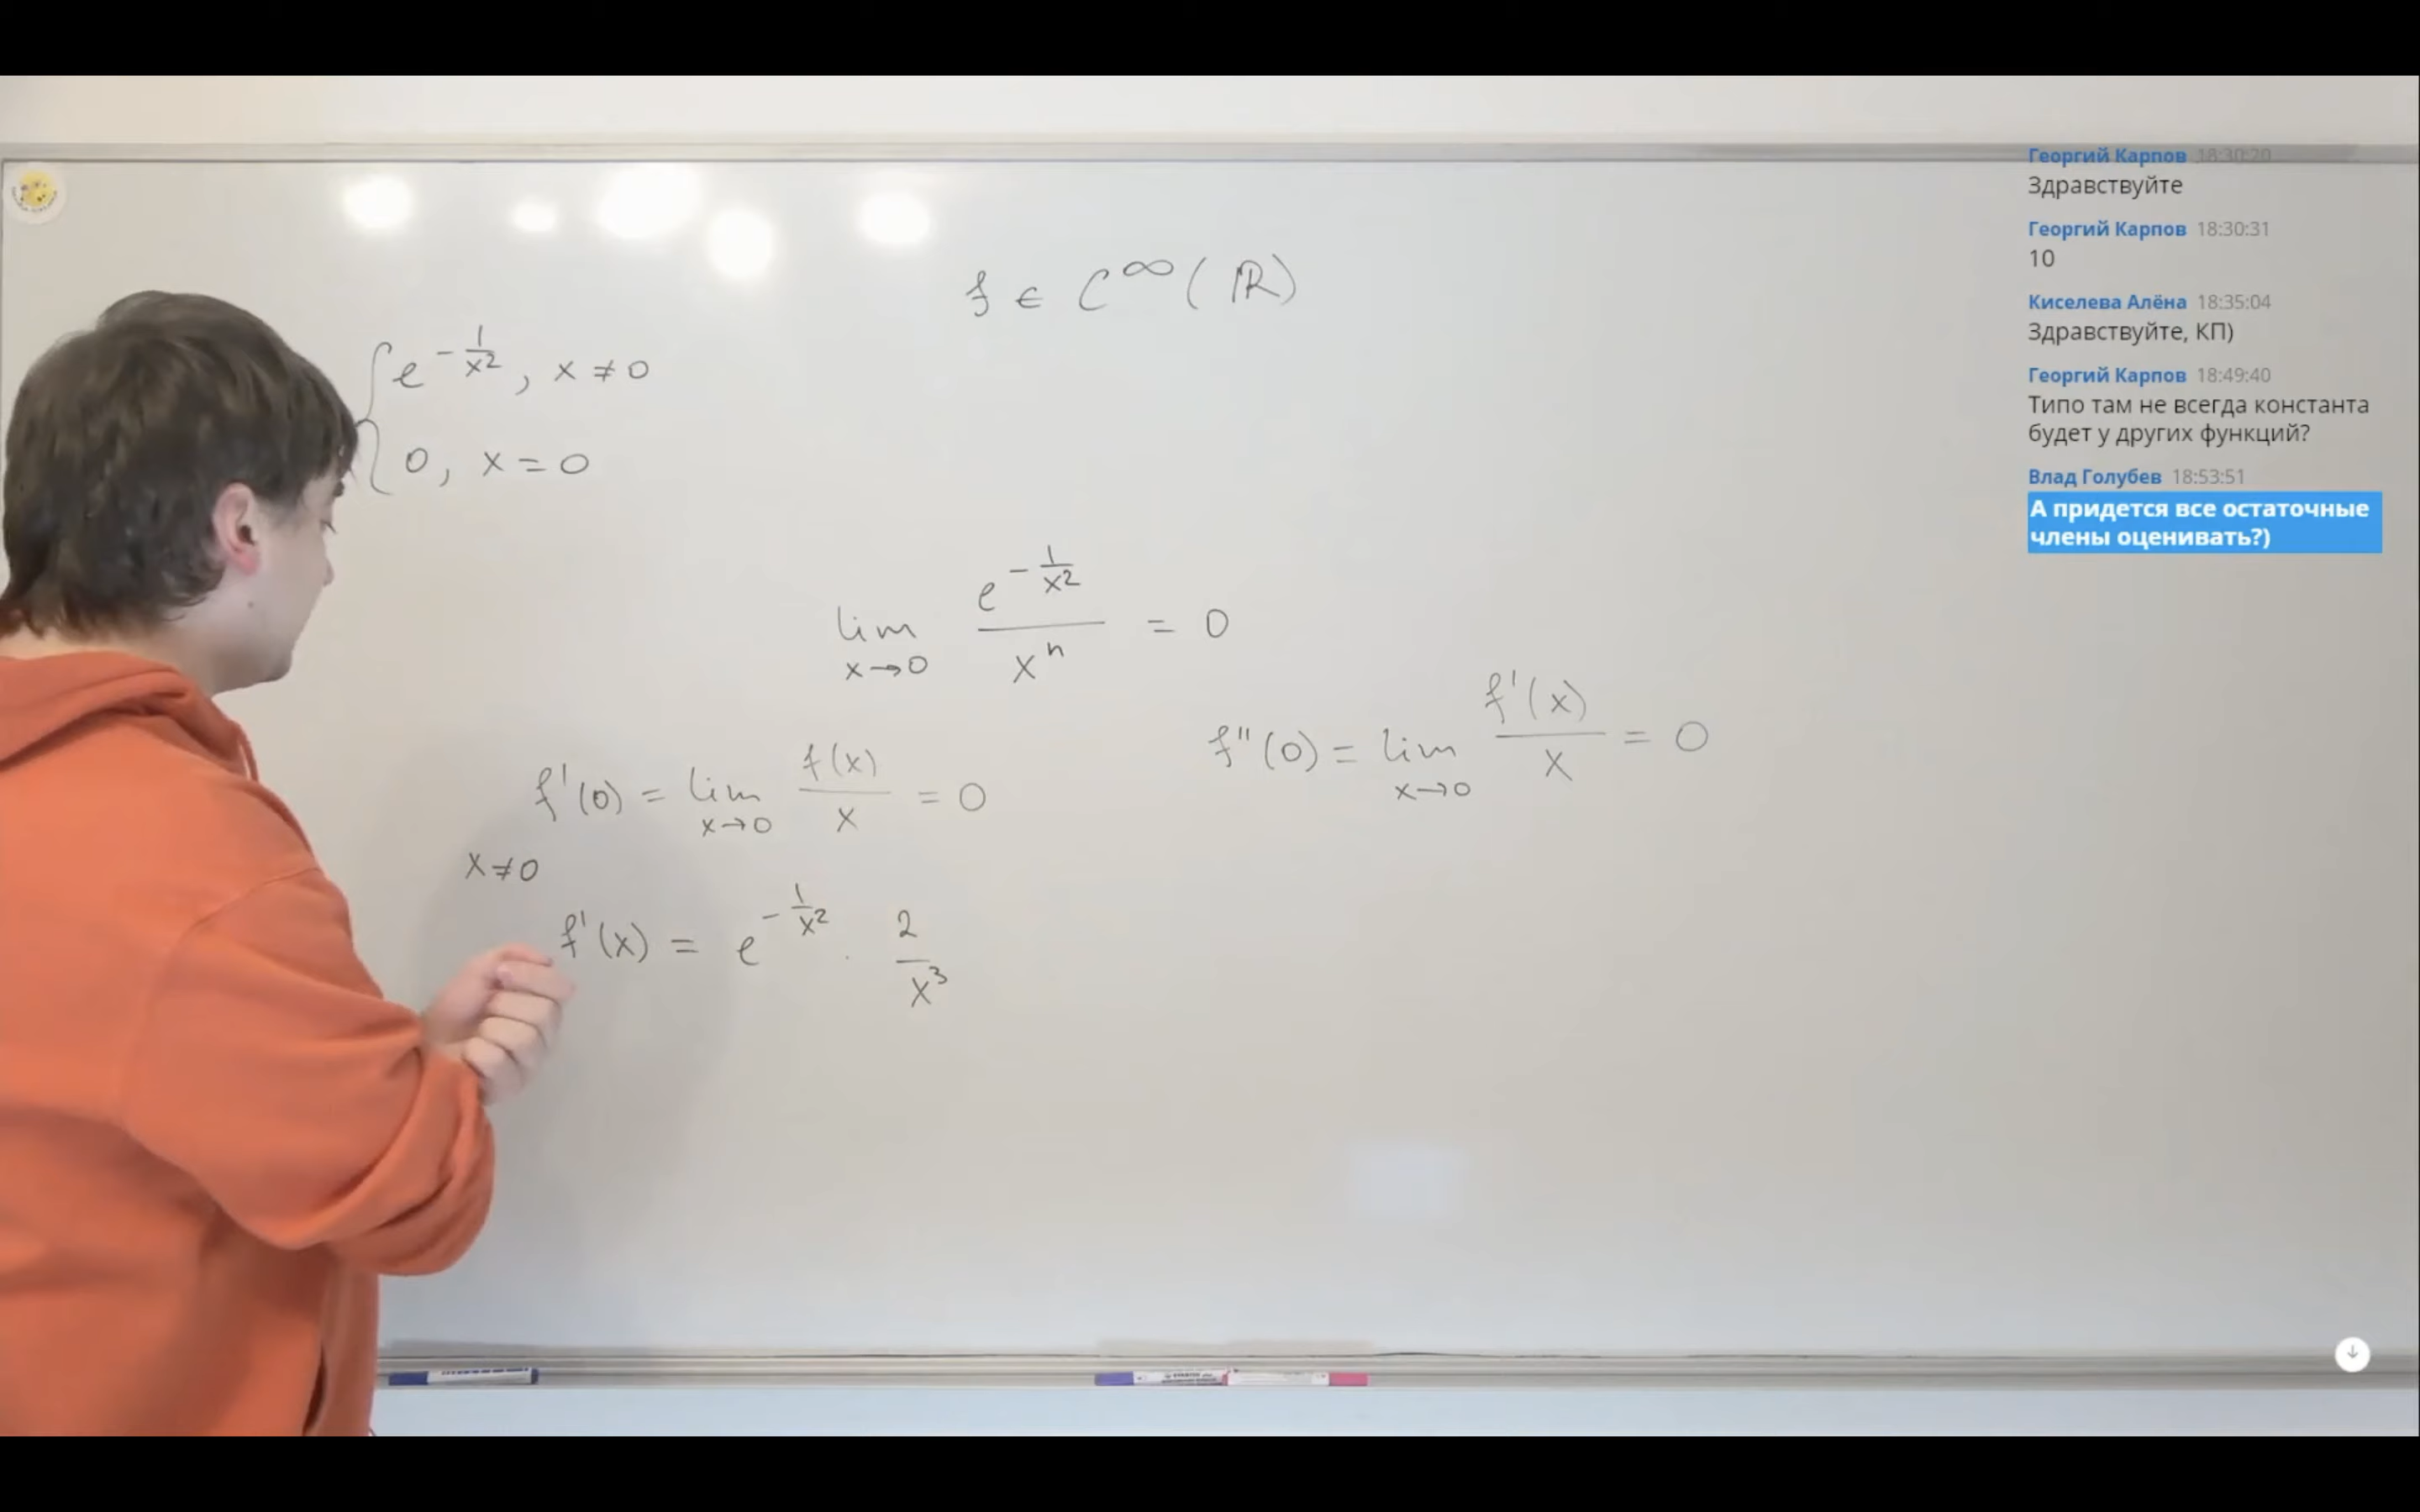 f ∈ C^∞(ℝ)
{ e^{-1/x²}, x ≠ 0
0, x = 0
lim_{x→0} e^{-1/x²} / xⁿ = 0
f'(0) = lim_{x→0} f(x)/x = 0
f''(0) = lim_{x→0} f'(x)/x = 0
x ≠ 0
f'(x) = e^{-1/x²} · 2/x³
Георгий Карпов 18:30:20
Здравствуйте
Георгий Карпов 18:30:31
10
Киселева Алёна 18:35:04
Здравствуйте, КП)
Георгий Карпов 18:49:40
Типо там не всегда константа
будет у других функций?
Влад Голубев 18:53:51
А придется все остаточные
члены оценивать?)